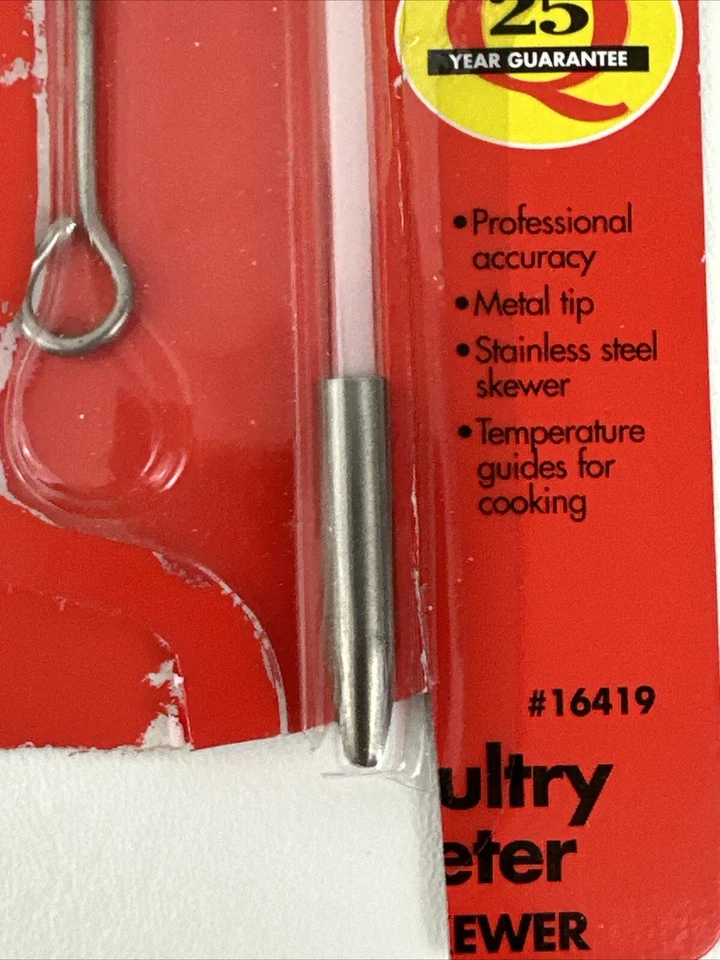 25
YEAR GUARANTEE
•Professional
accuracy
•Metal tip
•Stainless steel
skewer
•Temperature
guides for
cooking
#16419
ultry
eter
EWER